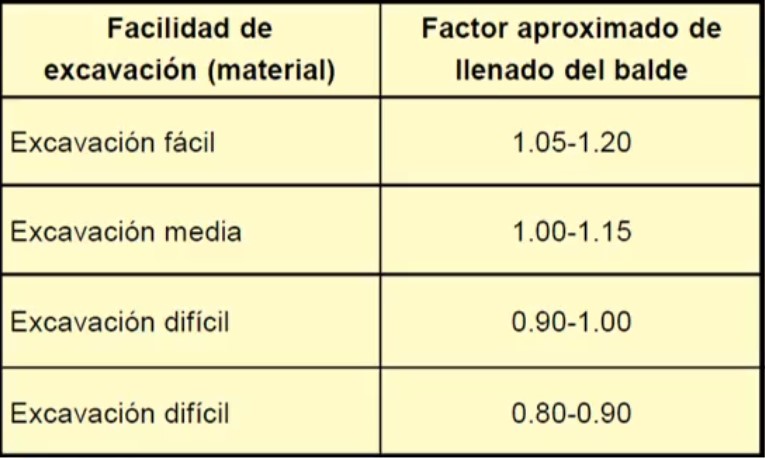 Facilidad de
excavación (material)
Factor aproximado de
llenado del balde
Excavación fácil
1.05-1.20
Excavación media
1.00-1.15
Excavación difícil
0.90-1.00
Excavación difícil
0.80-0.90